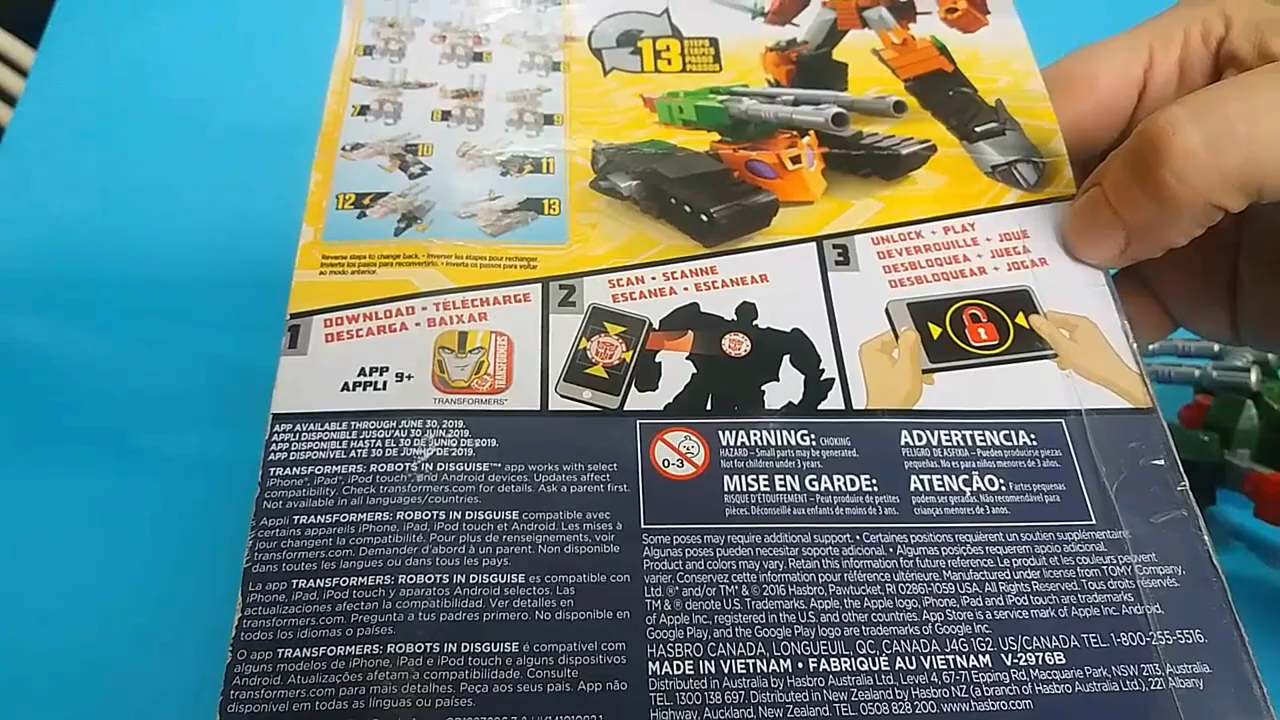 13 STEPS
ETAPES
PASOS
PASSOS
7
8
9
10
11
12
13
Reverse steps to change back. • Inverser les étapes pour rechanger.
Invierte los pasos para reconvertirlo. • Inverta os passos para voltar
ao modo anterior.
1
DOWNLOAD • TÉLÉCHARGE
DESCARGA • BAIXAR
APP
APPLI 9+
TRANSFORMERS
TRANSFORMERS™
2
SCAN • SCANNE
ESCANEA • ESCANEAR
3
UNLOCK + PLAY
DEVERROUILLE + JOUE
DESBLOQUEA + JUEGA
DESBLOQUEAR + JOGAR
APP AVAILABLE THROUGH JUNE 30, 2019.
APPLI DISPONIBLE JUSQU'AU 30 JUIN 2019.
APP DISPONIBLE HASTA EL 30 DE JUNIO DE 2019.
APP DISPONÍVEL ATÉ 30 DE JUNHO DE 2019.
TRANSFORMERS: ROBOTS IN DISGUISE™* app works with select
iPhone®, iPad®, iPod touch®, and Android devices. Updates affect
compatibility. Check transformers.com for details. Ask a parent first.
Not available in all languages/countries.
Appli TRANSFORMERS: ROBOTS IN DISGUISE compatible avec
certains appareils iPhone, iPad, iPod touch et Android. Les mises à
jour changent la compatibilité. Pour plus de renseignements, voir
transformers.com. Demander d'abord à un parent. Non disponible
dans toutes les langues ou dans tous les pays.
La app TRANSFORMERS: ROBOTS IN DISGUISE es compatible con
iPhone, iPad, iPod touch y aparatos Android selectos. Las
actualizaciones afectan la compatibilidad. Ver detalles en
transformers.com. Pregunta a tus padres primero. No disponible en
todos los idiomas o países.
O app TRANSFORMERS: ROBOTS IN DISGUISE é compatível com
alguns modelos de iPhone, iPad e iPod touch e alguns dispositivos
Android. Atualizações afetam a compatibilidade. Consulte
transformers.com para mais detalhes. Peça aos seus pais. App não
disponível em todas as línguas ou países.
0-3
WARNING: CHOKING
HAZARD – Small parts may be generated.
Not for children under 3 years.
ADVERTENCIA:
PELIGRO DE ASFIXIA – Pueden producirse piezas
pequeñas. No es para niños menores de 3 años.
MISE EN GARDE:
RISQUE D'ÉTOUFFEMENT – Peut produire de petites
pièces. Déconseillé aux enfants de moins de 3 ans.
ATENÇÃO: Partes pequenas
podem ser geradas. Não recomendável para
crianças menores de 3 anos.
Some poses may require additional support. • Certaines positions requièrent un soutien supplémentaire.
Algunas poses pueden necesitar soporte adicional. • Algumas posições requerem apoio adicional.
Product and colors may vary. Retain this information for future reference. Le produit et les couleurs peuvent
varier. Conservez cette information pour référence ultérieure. Manufactured under license from TOMY Company,
Ltd. ®* and/or TM* & © 2016 Hasbro, Pawtucket, RI 02861-1059 USA. All Rights Reserved. Tous droits réservés.
TM & ® denote U.S. Trademarks. Apple, the Apple logo, iPhone, iPad and iPod touch are trademarks
of Apple Inc., registered in the U.S. and other countries. App Store is a service mark of Apple Inc. Android,
Google Play, and the Google Play logo are trademarks of Google Inc.
HASBRO CANADA, LONGUEUIL, QC, CANADA J4G 1G2. US/CANADA TEL. 1-800-255-5516.
MADE IN VIETNAM • FABRIQUÉ AU VIETNAM V-2976B
Distributed in Australia by Hasbro Australia Ltd., Level 4, 67-71 Epping Rd, Macquarie Park, NSW 2113, Australia.
TEL. 1300 138 697. Distributed in New Zealand by Hasbro NZ (a branch of Hasbro Australia Ltd.), 221 Albany
Highway, Auckland, New Zealand. TEL. 0508 828 200. www.hasbro.com